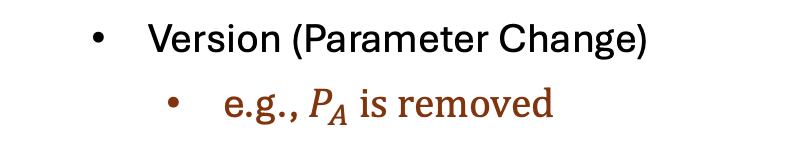 • Version (Parameter Change)
• e.g., $P_A$ is removed